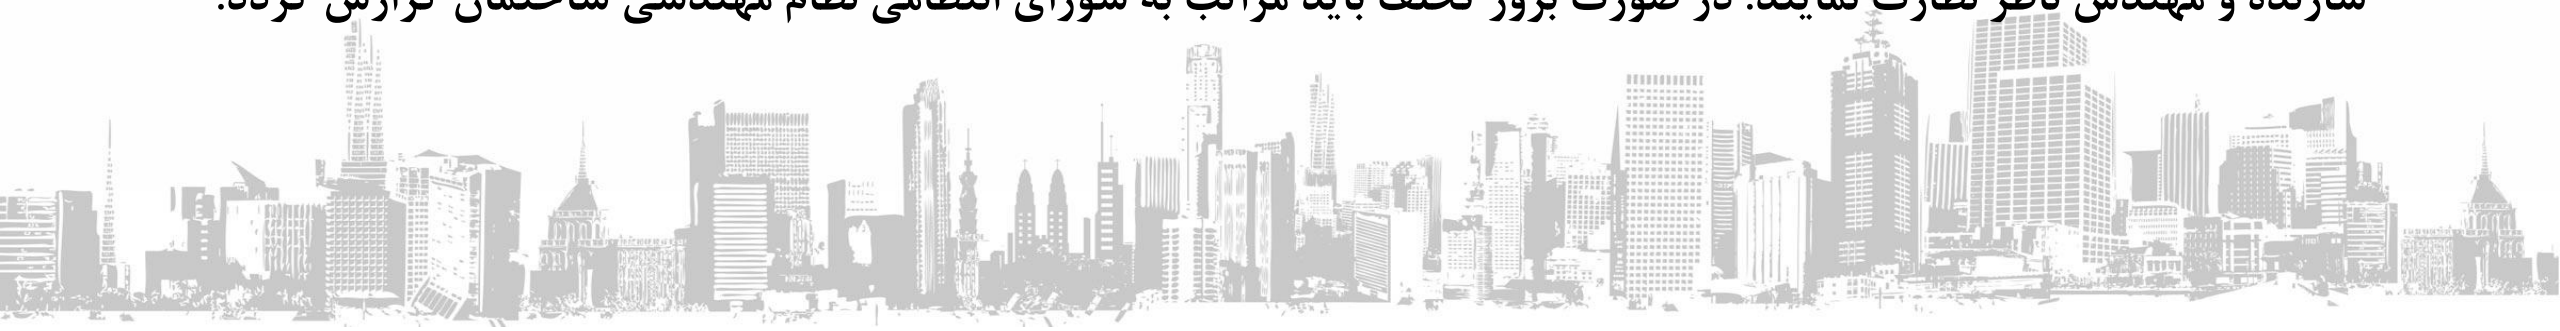 سازنده و مهندس ناظر نظارت نمایند. در صورت بروز تخلف باید مراتب به شورای انتظامی نظام مهندسی ساختمان گزارش گردد.